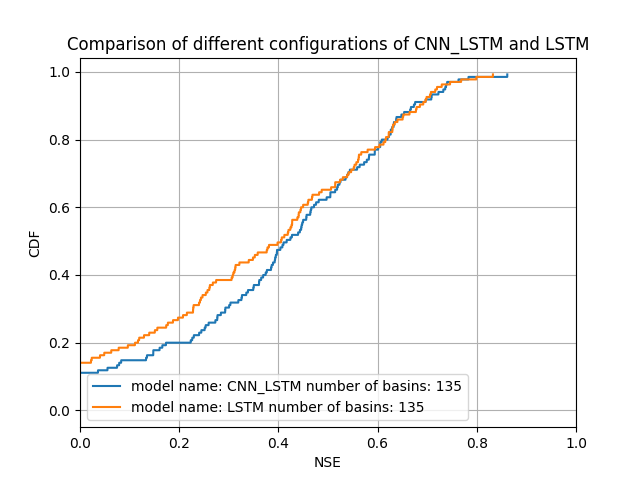 Comparison of different configurations of CNN_LSTM and LSTM
1.0
0.8
0.6
0.4
0.2
0.0
CDF
model name: CNN_LSTM number of basins: 135
model name: LSTM number of basins: 135
0.0 0.2 0.4 0.6 0.8 1.0
NSE